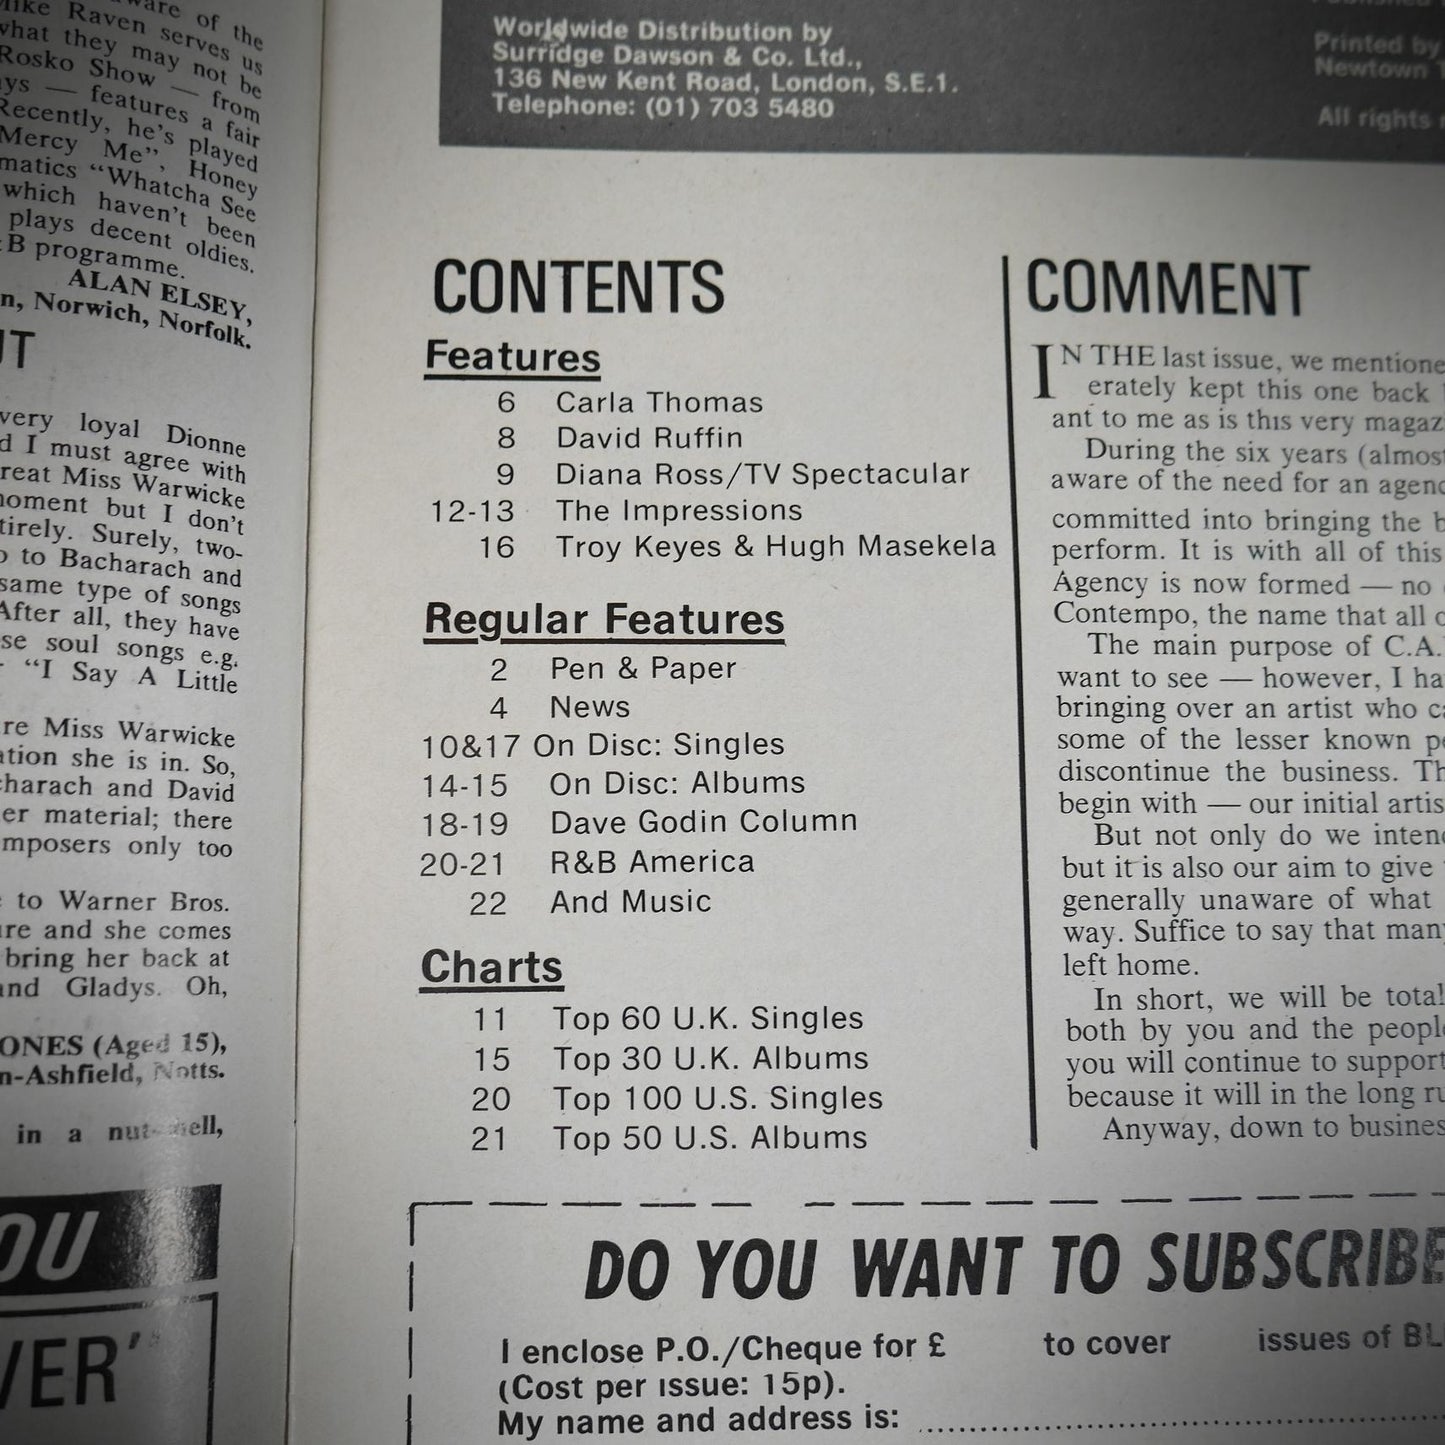 ware of the
Mike Raven serves us
what they may not be
Rosko Show — from
ys — features a fair
Recently, he's played
Mercy Me", Honey
matics "Whatcha See
which haven't been
plays decent oldies.
B programme.
ALAN ELSEY,
n, Norwich, Norfolk.
UT
very loyal Dionne
d I must agree with
reat Miss Warwicke
moment but I don't
tirely. Surely, two-
to Bacharach and
same type of songs
After all, they have
se soul songs e.g.
"I Say A Little
re Miss Warwicke
ation she is in. So,
charach and David
er material; there
mposers only too
to Warner Bros.
ure and she comes
bring her back at
and Gladys. Oh,
ONES (Aged 15),
n-Ashfield, Notts.
in a nutshell,
OU
VER'
Worldwide Distribution by
Surridge Dawson & Co. Ltd.,
136 New Kent Road, London, S.E.1.
Telephone: (01) 703 5480
Printed by
Newtown
All rights
CONTENTS
Features
6 Carla Thomas
8 David Ruffin
9 Diana Ross/TV Spectacular
12-13 The Impressions
16 Troy Keyes & Hugh Masekela
Regular Features
2 Pen & Paper
4 News
10&17 On Disc: Singles
14-15 On Disc: Albums
18-19 Dave Godin Column
20-21 R&B America
22 And Music
Charts
11 Top 60 U.K. Singles
15 Top 30 U.K. Albums
20 Top 100 U.S. Singles
21 Top 50 U.S. Albums
COMMENT
IN THE last issue, we mentione
erately kept this one back
ant to me as is this very magaz
During the six years (almost
aware of the need for an agenc
committed into bringing the b
perform. It is with all of this
Agency is now formed — no
Contempo, the name that all
The main purpose of C.A.
want to see — however, I ha
bringing over an artist who ca
some of the lesser known pe
discontinue the business. Th
begin with — our initial artis
But not only do we intend
but it is also our aim to give
generally unaware of what
way. Suffice to say that many
left home.
In short, we will be total
both by you and the people
you will continue to support
because it will in the long ru
Anyway, down to busines
DO YOU WANT TO SUBSCRIBE
I enclose P.O./Cheque for £ to cover issues of BL
(Cost per issue: 15p).
My name and address is: